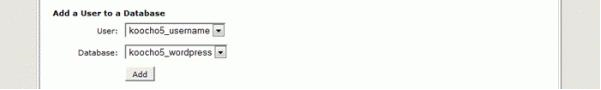 Add a User to a Database
User: koocho5_username
Database: koocho5_wordpress
Add